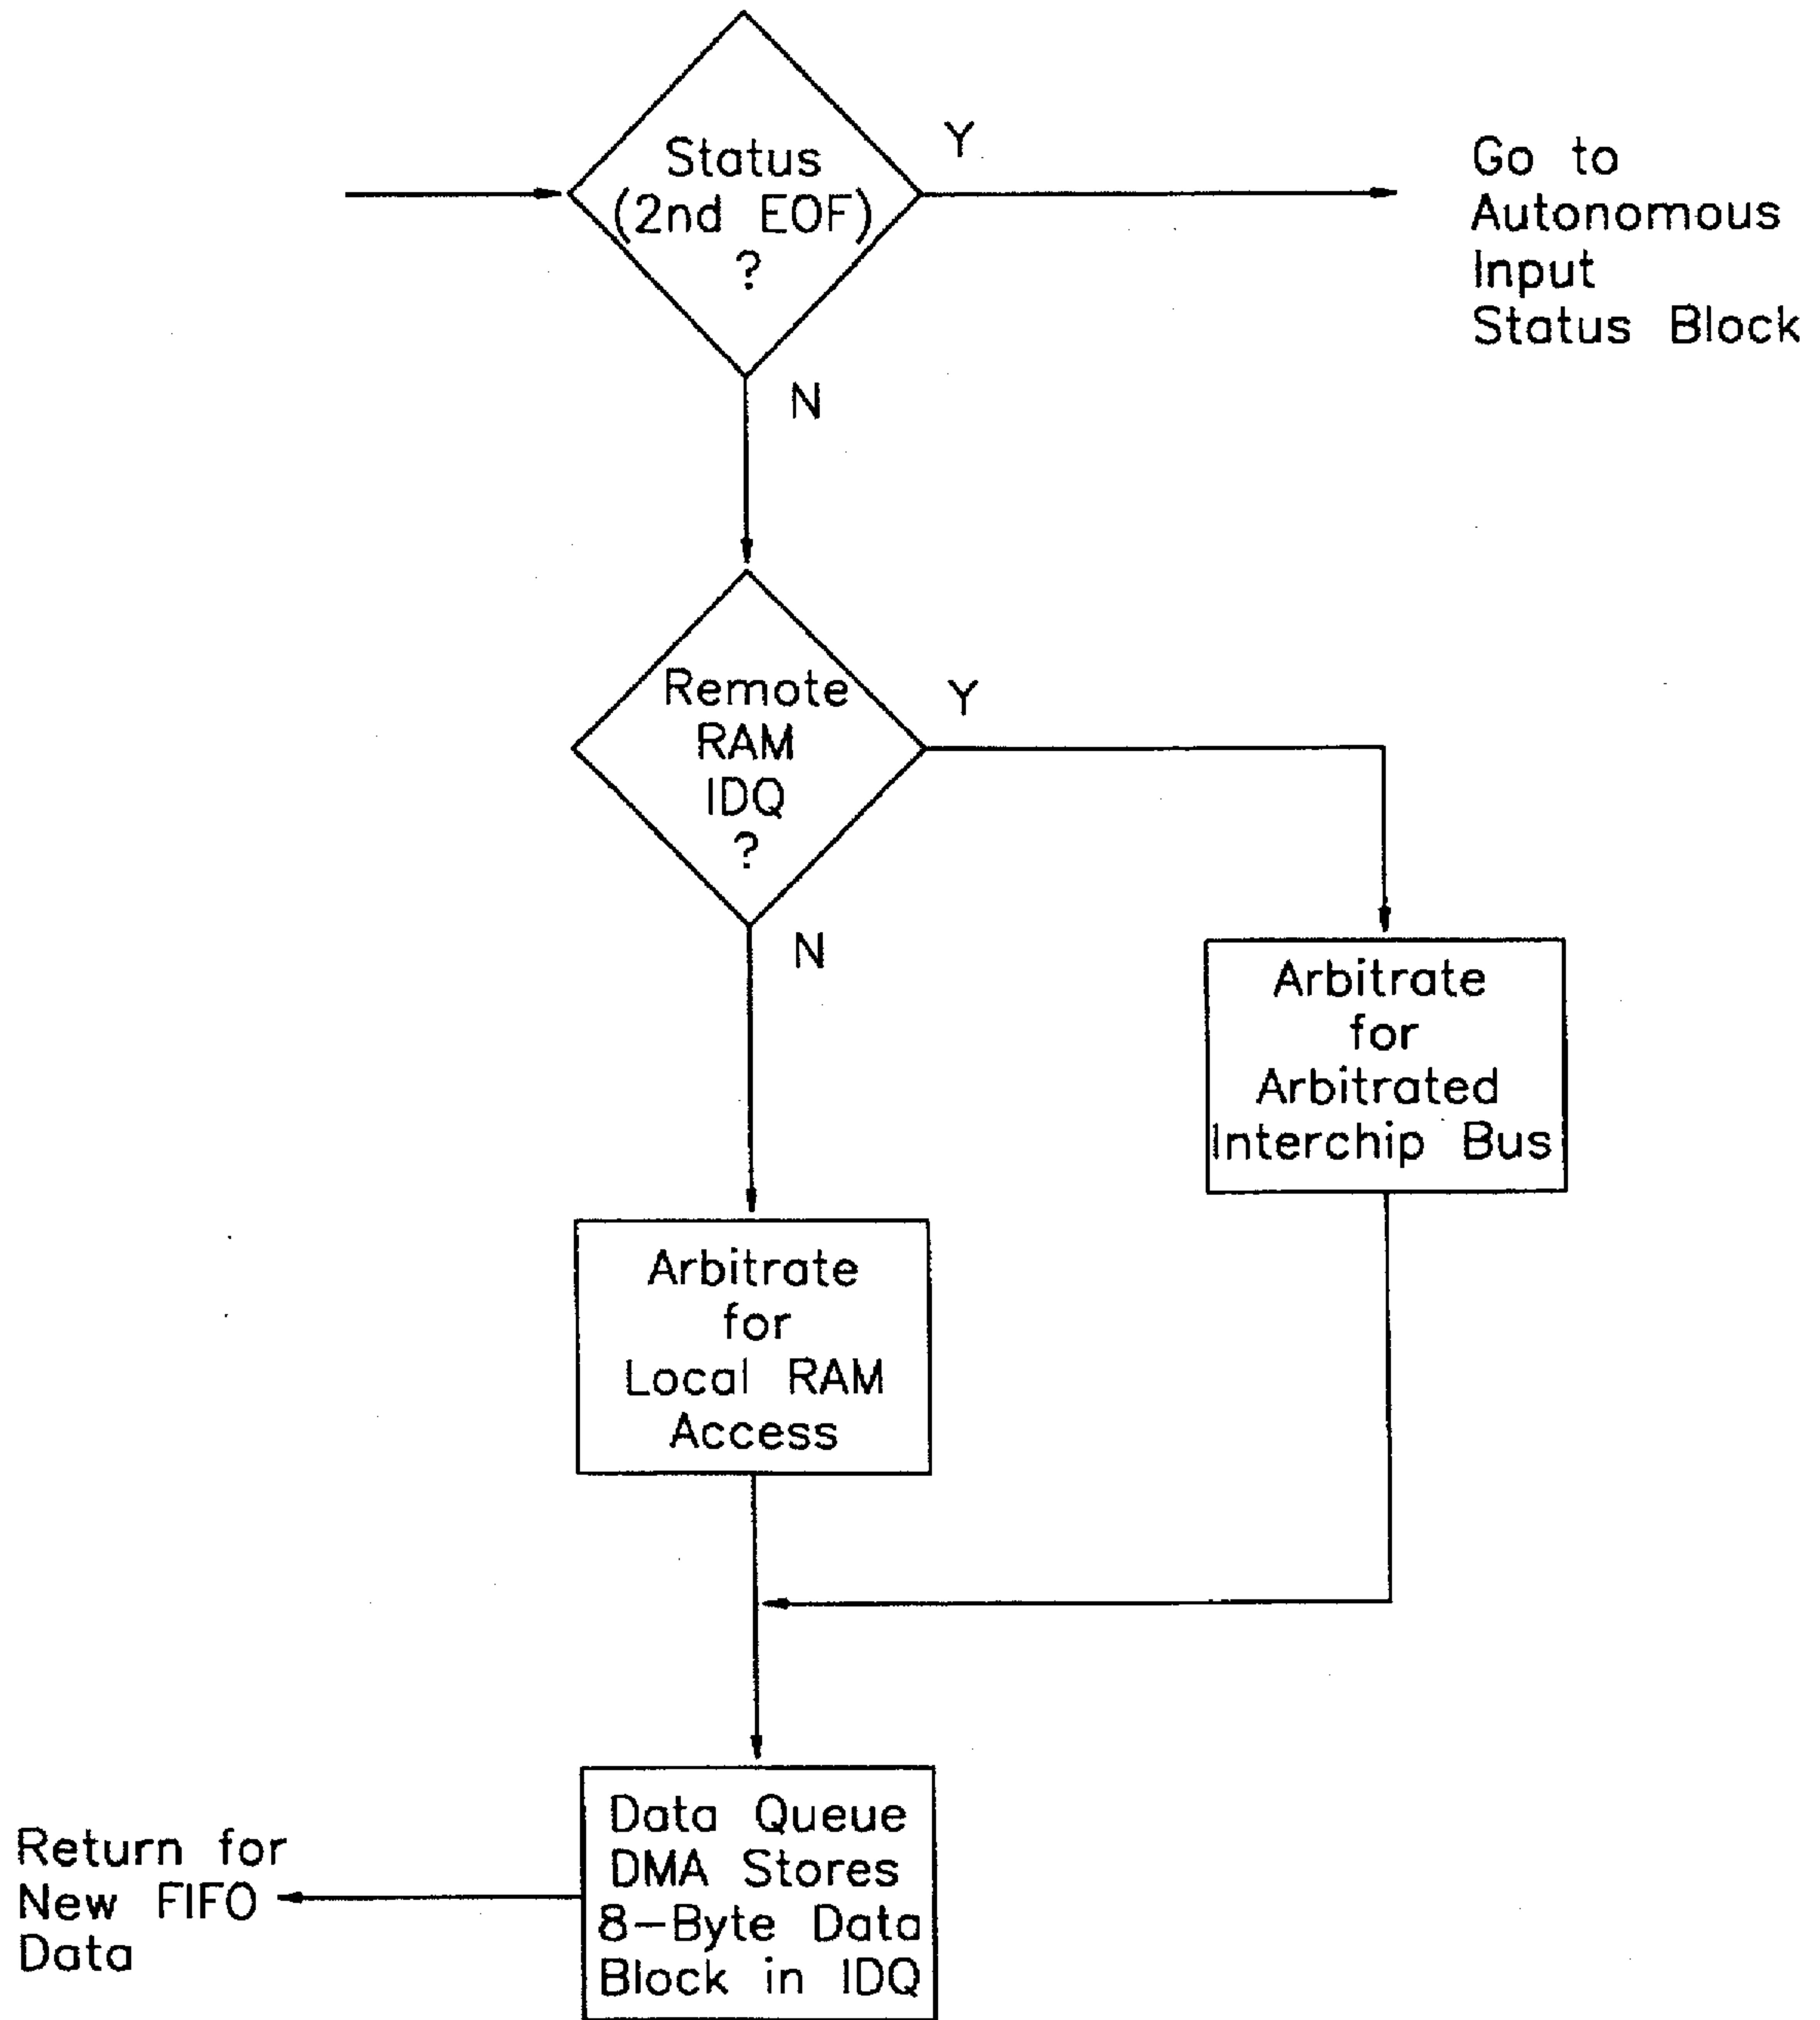 Status
(2nd EOF)
?
Y
Go to
Autonomous
Input
Status Block
N
Remote
RAM
IDQ
?
Y
N
Arbitrate
for
Arbitrated
Interchip Bus
Arbitrate
for
Local RAM
Access
Data Queue
DMA Stores
8-Byte Data
Block in IDQ
Return for
New FIFO
Data